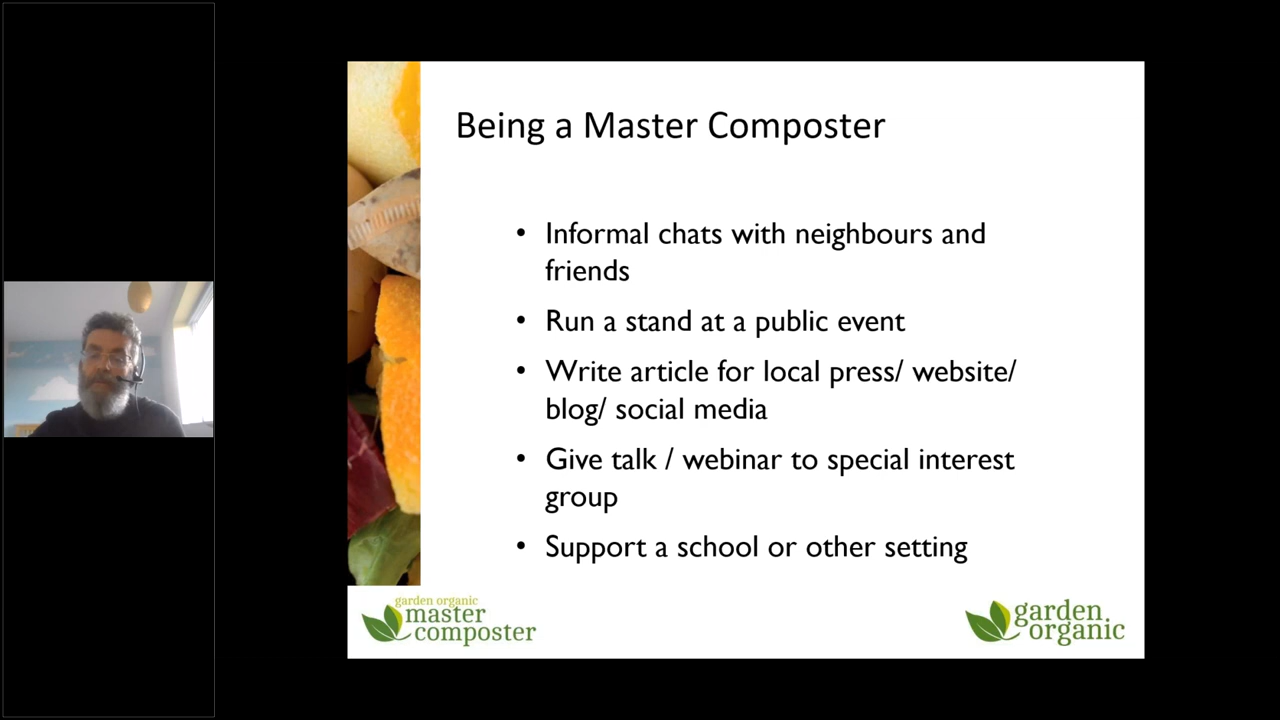 Being a Master Composter
• Informal chats with neighbours and
friends
• Run a stand at a public event
• Write article for local press/ website/
blog/ social media
• Give talk / webinar to special interest
group
• Support a school or other setting
garden organic
master
composter
garden
organic